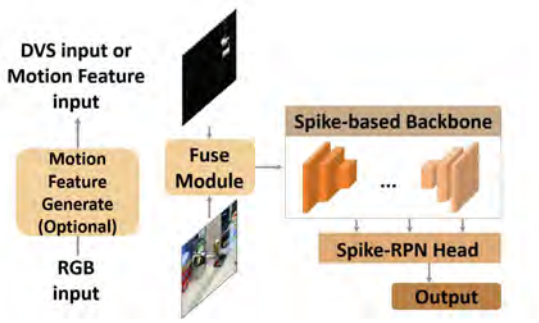 DVS input or
Motion Feature
input
Motion
Feature
Generate
(Optional)
RGB
input
Fuse
Module
Spike-based Backbone
...
Spike-RPN Head
Output